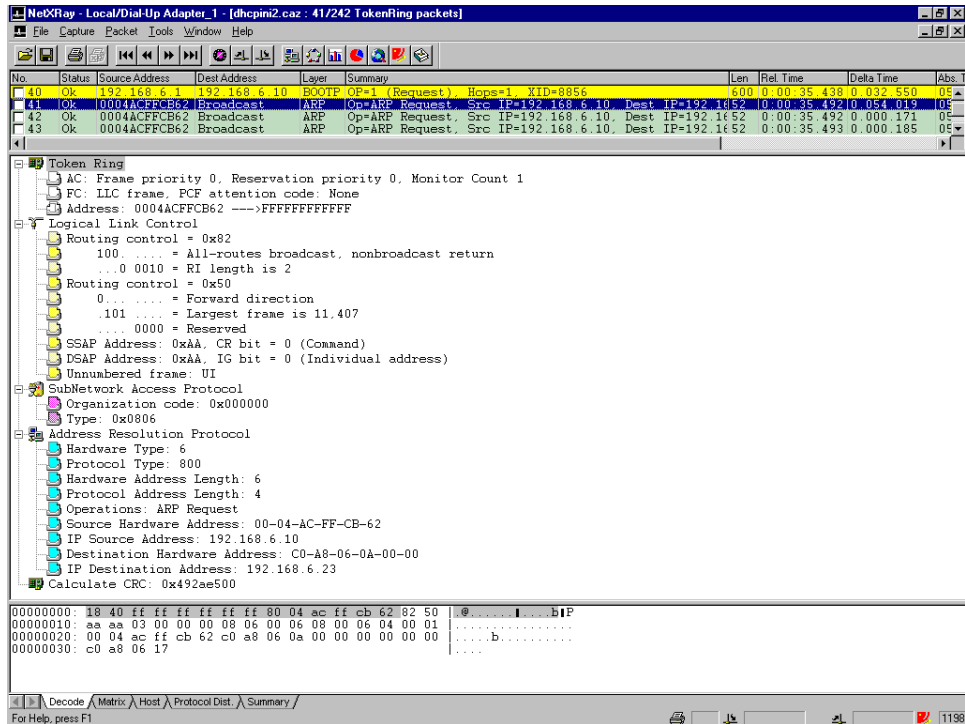 NetXRay - Local/Dial-Up Adapter_1 - [dhcpini2.caz : 41/242 TokenRing packets]
File Capture Packet Tools Window Help
No. Status Source Address Dest Address Layer Summary Len Rel. Time Delta Time Abs. T
40 Ok 192.168.6.1 192.168.6.10 BOOTP OP=1 (Request), Hops=1, XID=8856 600 0:00:35.438 0.032.550 05
41 Ok 0004ACFFCB62 Broadcast ARP Op=ARP Request, Src IP=192.168.6.10, Dest IP=192.16 52 0:00:35.492 0.054.019 05
42 Ok 0004ACFFCB62 Broadcast ARP Op=ARP Request, Src IP=192.168.6.10, Dest IP=192.16 52 0:00:35.492 0.000.171 05
43 Ok 0004ACFFCB62 Broadcast ARP Op=ARP Request, Src IP=192.168.6.10, Dest IP=192.16 52 0:00:35.493 0.000.185 05
Token Ring
AC: Frame priority 0, Reservation priority 0, Monitor Count 1
FC: LLC frame, PCF attention code: None
Address: 0004ACFFCB62 --->FFFFFFFFFFFF
Logical Link Control
Routing control = 0x82
100. .... = All-routes broadcast, nonbroadcast return
...0 0010 = RI length is 2
Routing control = 0x50
0... .... = Forward direction
.101 .... = Largest frame is 11,407
.... 0000 = Reserved
SSAP Address: 0xAA, CR bit = 0 (Command)
DSAP Address: 0xAA, IG bit = 0 (Individual address)
Unnumbered frame: UI
SubNetwork Access Protocol
Organization code: 0x000000
Type: 0x0806
Address Resolution Protocol
Hardware Type: 6
Protocol Type: 800
Hardware Address Length: 6
Protocol Address Length: 4
Operations: ARP Request
Source Hardware Address: 00-04-AC-FF-CB-62
IP Source Address: 192.168.6.10
Destination Hardware Address: C0-A8-06-0A-00-00
IP Destination Address: 192.168.6.23
Calculate CRC: 0x492ae500
00000000: 18 40 ff ff ff ff ff ff 80 04 ac ff cb 62 82 50 |.@......▮....b▮P
00000010: aa aa 03 00 00 00 08 06 00 06 08 00 06 04 00 01 |................
00000020: 00 04 ac ff cb 62 c0 a8 06 0a 00 00 00 00 00 00 |.....b..........
00000030: c0 a8 06 17 |....
Decode Matrix Host Protocol Dist. Summary
For Help, press F1
1198